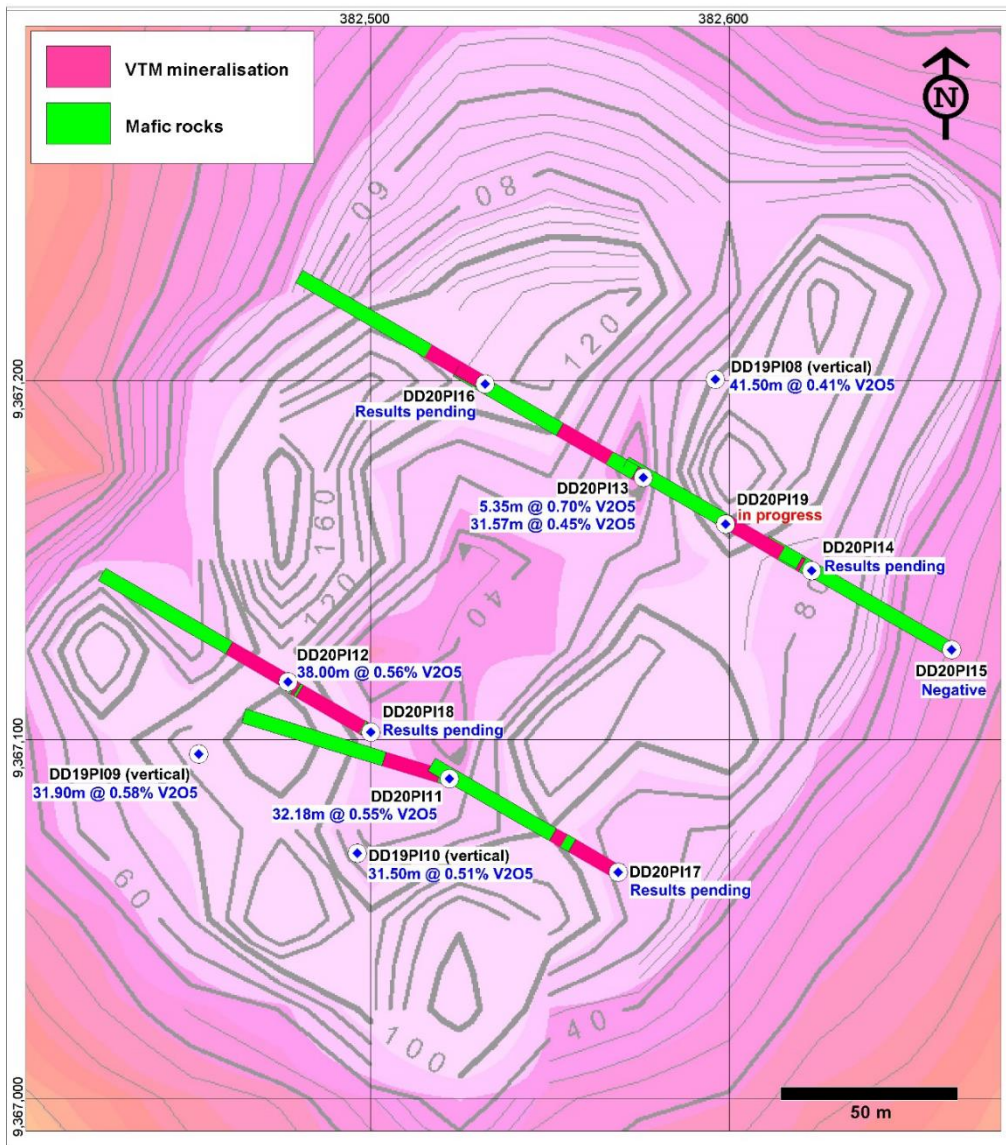 382,500
382,600
VTM mineralisation
Mafic rocks
N
60
80
120
9,367,200
DD19PI08 (vertical)
41.50m @ 0.41% V2O5
DD20PI16
Results pending
DD20PI13
5.35m @ 0.70% V2O5
31.57m @ 0.45% V2O5
DD20PI19
in progress
160
DD20PI14
Results pending
120
40
80
DD20PI12
38.00m @ 0.56% V2O5
DD20PI15
Negative
DD20PI18
Results pending
9,367,100
DD19PI09 (vertical)
31.90m @ 0.58% V2O5
DD20PI11
32.18m @ 0.55% V2O5
DD19PI10 (vertical)
31.50m @ 0.51% V2O5
DD20PI17
Results pending
60
100
40
9,367,000
50 m